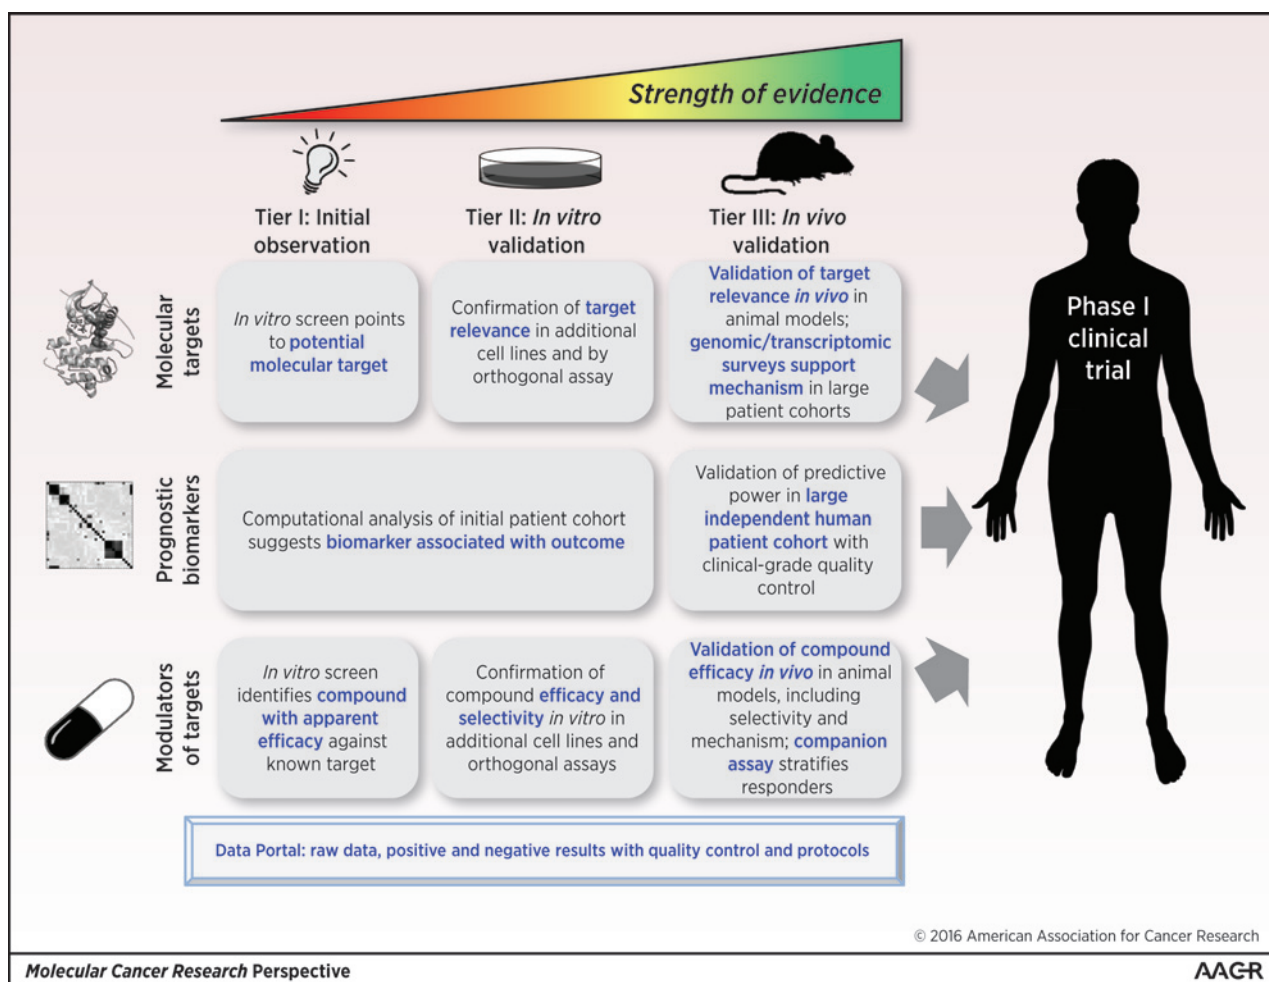 Strength of evidence
Tier I: Initial
observation
Tier II: In vitro
validation
Tier III: In vivo
validation
Molecular
targets
In vitro screen points
to potential
molecular target
Confirmation of target
relevance in additional
cell lines and by
orthogonal assay
Validation of target
relevance in vivo in
animal models;
genomic/transcriptomic
surveys support
mechanism in large
patient cohorts
Phase I
clinical
trial
Prognostic
biomarkers
Computational analysis of initial patient cohort
suggests biomarker associated with outcome
Validation of predictive
power in large
independent human
patient cohort with
clinical-grade quality
control
Modulators
of targets
In vitro screen
identifies compound
with apparent
efficacy against
known target
Confirmation of
compound efficacy and
selectivity in vitro in
additional cell lines and
orthogonal assays
Validation of compound
efficacy in vivo in animal
models, including
selectivity and
mechanism; companion
assay stratifies
responders
Data Portal: raw data, positive and negative results with quality control and protocols
© 2016 American Association for Cancer Research
Molecular Cancer Research Perspective
AACR